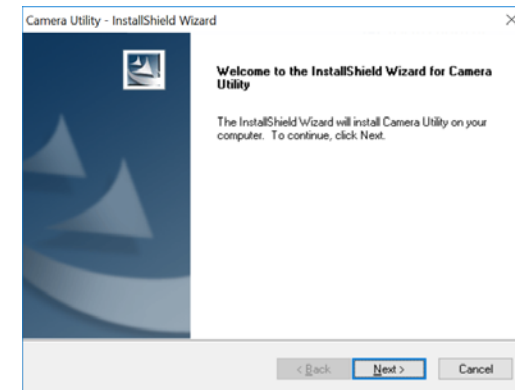 Camera Utility - InstallShield Wizard
Welcome to the InstallShield Wizard for Camera
Utility
The InstallShield Wizard will install Camera Utility on your
computer. To continue, click Next.
< Back
Next >
Cancel